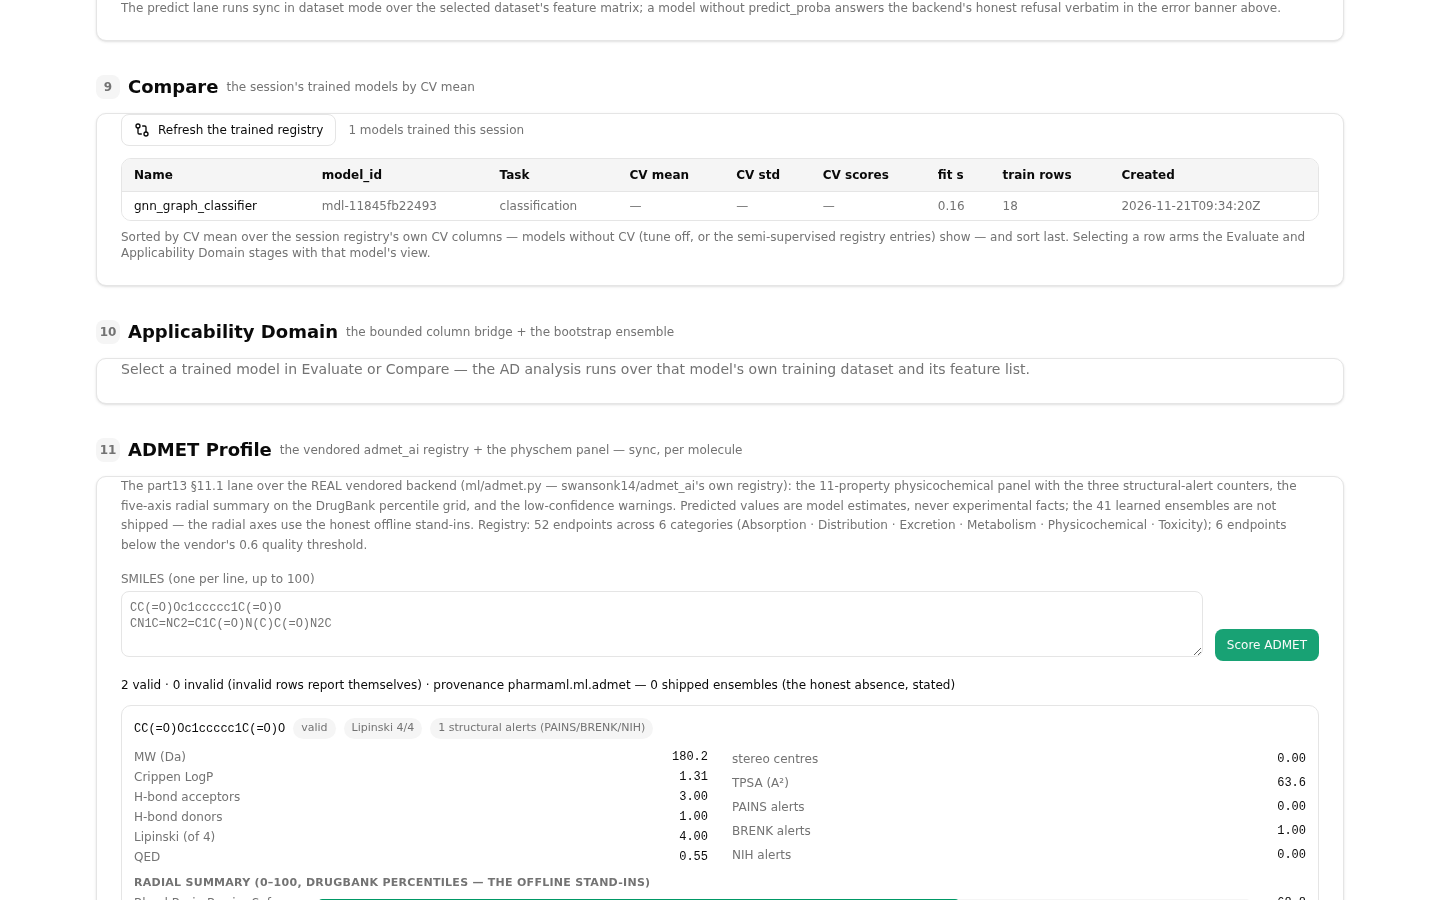 The predict lane runs sync in dataset mode over the selected dataset's feature matrix; a model without predict_proba answers the backend's honest refusal verbatim in the error banner above.
9 Compare the session's trained models by CV mean
Refresh the trained registry 1 models trained this session
Name model_id Task CV mean CV std CV scores fit s train rows Created
gnn_graph_classifier mdl-11845fb22493 classification — — — 0.16 18 2026-11-21T09:34:20Z
Sorted by CV mean over the session registry's own CV columns — models without CV (tune off, or the semi-supervised registry entries) show — and sort last. Selecting a row arms the Evaluate and
Applicability Domain stages with that model's view.
10 Applicability Domain the bounded column bridge + the bootstrap ensemble
Select a trained model in Evaluate or Compare — the AD analysis runs over that model's own training dataset and its feature list.
11 ADMET Profile the vendored admet_ai registry + the physchem panel — sync, per molecule
The part13 §11.1 lane over the REAL vendored backend (ml/admet.py — swansonk14/admet_ai's own registry): the 11-property physicochemical panel with the three structural-alert counters, the
five-axis radial summary on the DrugBank percentile grid, and the low-confidence warnings. Predicted values are model estimates, never experimental facts; the 41 learned ensembles are not
shipped — the radial axes use the honest offline stand-ins. Registry: 52 endpoints across 6 categories (Absorption · Distribution · Excretion · Metabolism · Physicochemical · Toxicity); 6 endpoints
below the vendor's 0.6 quality threshold.
SMILES (one per line, up to 100)
CC(=O)Oc1ccccc1C(=O)O
CN1C=NC2=C1C(=O)N(C)C(=O)N2C
Score ADMET
2 valid · 0 invalid (invalid rows report themselves) · provenance pharmaml.ml.admet — 0 shipped ensembles (the honest absence, stated)
CC(=O)Oc1ccccc1C(=O)O valid Lipinski 4/4 1 structural alerts (PAINS/BRENK/NIH)
MW (Da) 180.2
Crippen LogP 1.31
H-bond acceptors 3.00
H-bond donors 1.00
Lipinski (of 4) 4.00
QED 0.55
stereo centres 0.00
TPSA (A²) 63.6
PAINS alerts 0.00
BRENK alerts 1.00
NIH alerts 0.00
RADIAL SUMMARY (0–100, DRUGBANK PERCENTILES — THE OFFLINE STAND-INS)